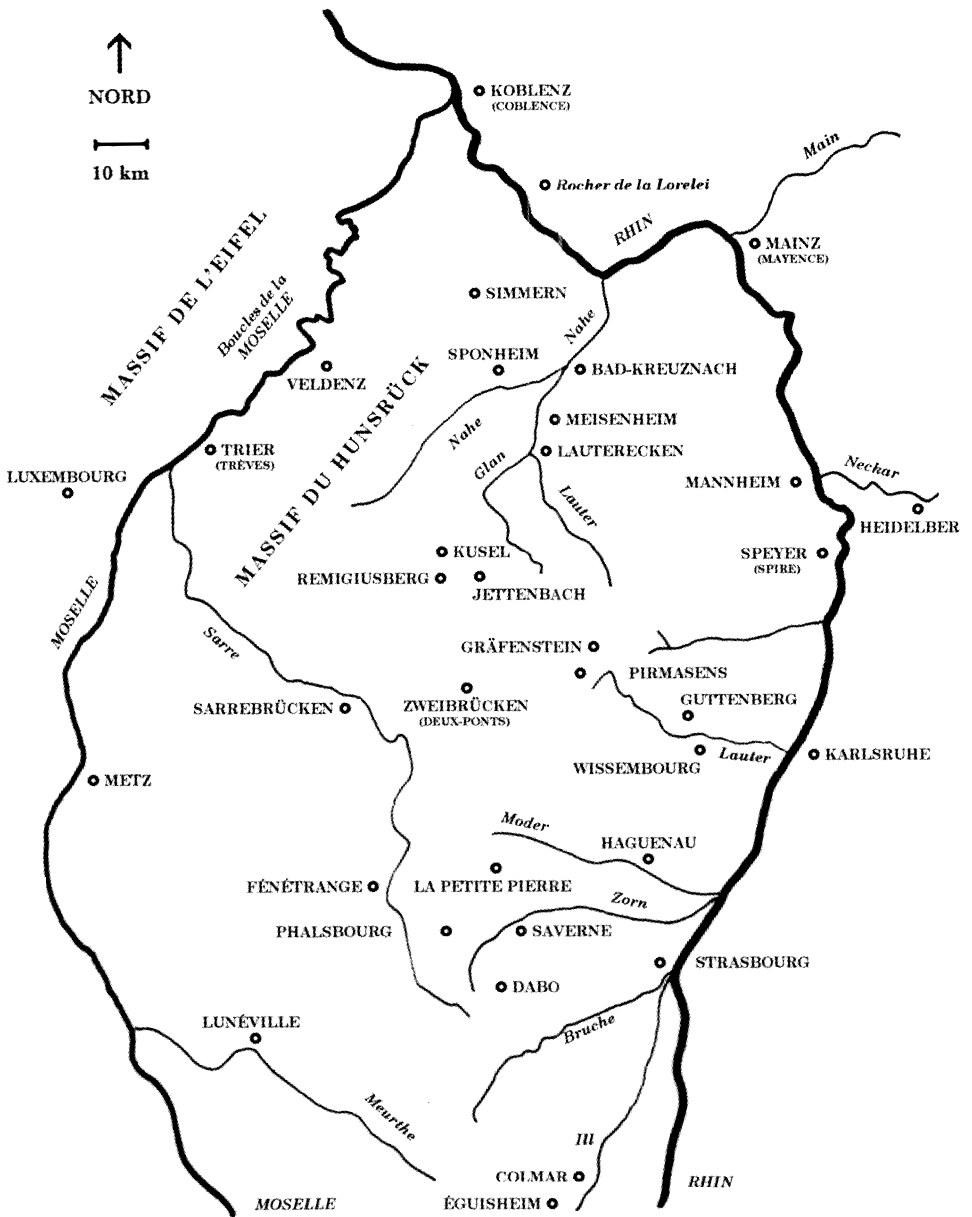 NORD
10 km
KOBLENZ
(COBLENCE)
Main
Rocher de la Lorelei
RHIN
MAINZ
(MAYENCE)
MASSIF DE L'EIFEL
Boucles de la
MOSELLE
SIMMERN
Nahe
SPONHEIM
BAD-KREUZNACH
VELDENZ
MASSIF DU HUNSRÜCK
MEISENHEIM
Nahe
TRIER
(TRÈVES)
LAUTERECKEN
Glan
Neckar
LUXEMBOURG
Lauter
MANNHEIM
HEIDELBER
KUSEL
SPEYER
(SPIRE)
REMIGIUSBERG
JETTENBACH
MOSELLE
Sarre
GRÄFENSTEIN
PIRMASENS
GUTTENBERG
SARREBRÜCKEN
ZWEIBRÜCKEN
(DEUX-PONTS)
Lauter
KARLSRUHE
WISSEMBOURG
METZ
Moder
HAGUENAU
FÉNÉTRANGE
LA PETITE PIERRE
Zorn
PHALSBOURG
SAVERNE
STRASBOURG
DABO
LUNÉVILLE
Bruche
Meurthe
Ill
COLMAR
RHIN
MOSELLE
ÉGUISHEIM